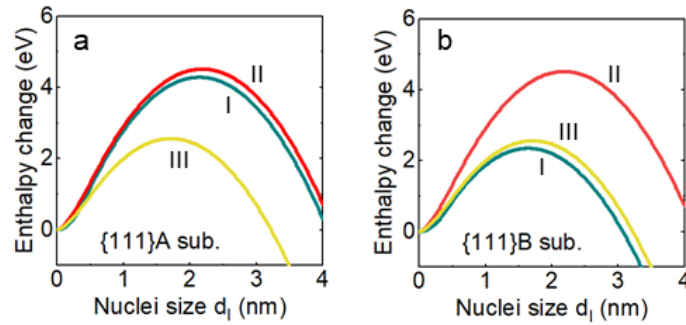 a
Enthalpy change (eV)
6
4
2
0
II
I
III
{111}A sub.
0 1 2 3 4
Nuclei size d_I (nm)
b
Enthalpy change (eV)
6
4
2
0
II
III
I
{111}B sub.
0 1 2 3 4
Nuclei size d_I (nm)